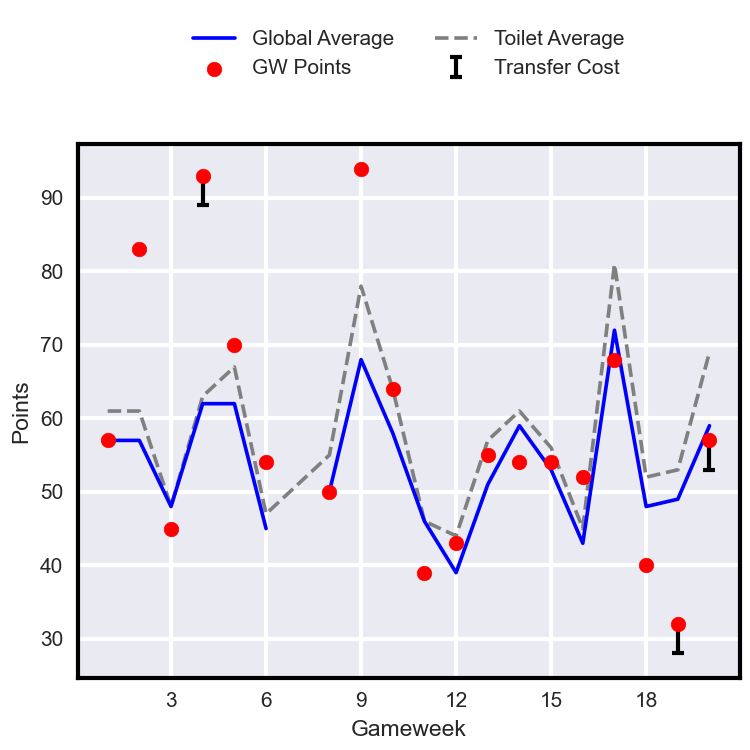 Global Average
Toilet Average
GW Points
Transfer Cost
90
80
70
60
50
40
30
Points
3
6
9
12
15
18
Gameweek